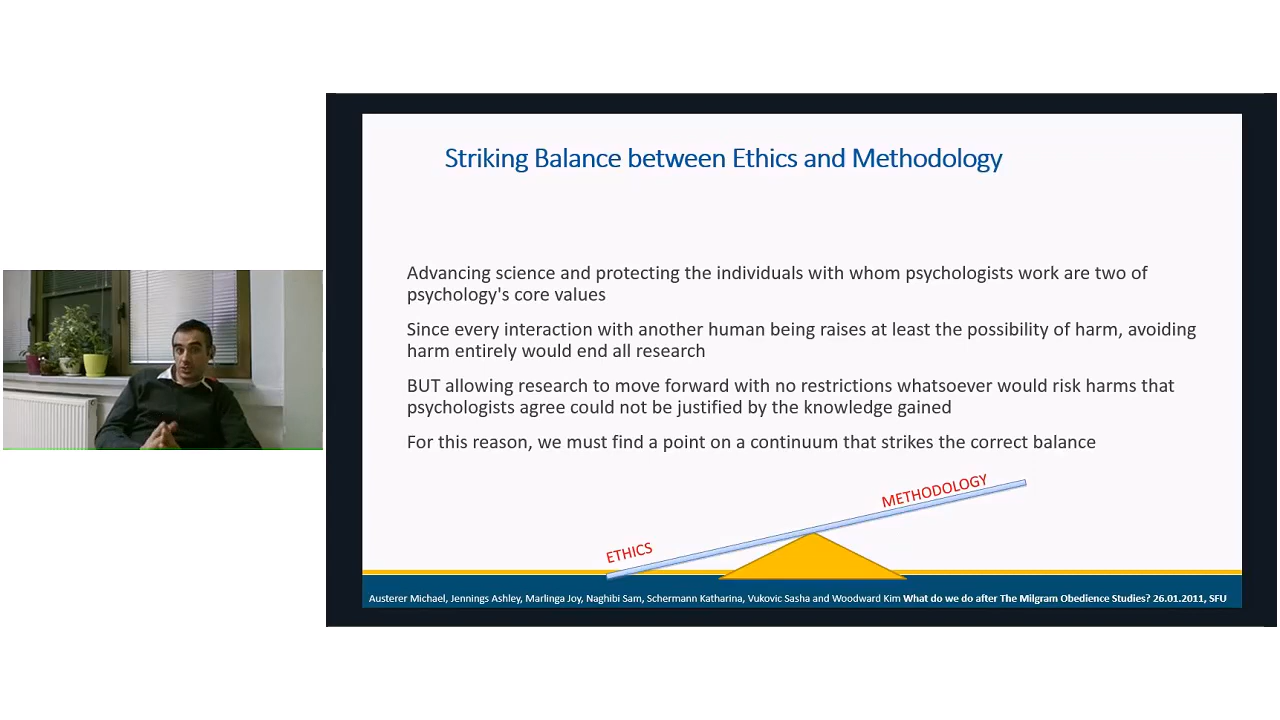 Striking Balance between Ethics and Methodology
Advancing science and protecting the individuals with whom psychologists work are two of
psychology's core values
Since every interaction with another human being raises at least the possibility of harm, avoiding
harm entirely would end all research
BUT allowing research to move forward with no restrictions whatsoever would risk harms that
psychologists agree could not be justified by the knowledge gained
For this reason, we must find a point on a continuum that strikes the correct balance
METHODOLOGY
ETHICS
Austerer Michael, Jennings Ashley, Marlinga Joy, Naghibi Sam, Schermann Katharina, Vukovic Sasha and Woodward Kim What do we do after The Milgram Obedience Studies? 26.01.2011, SFU